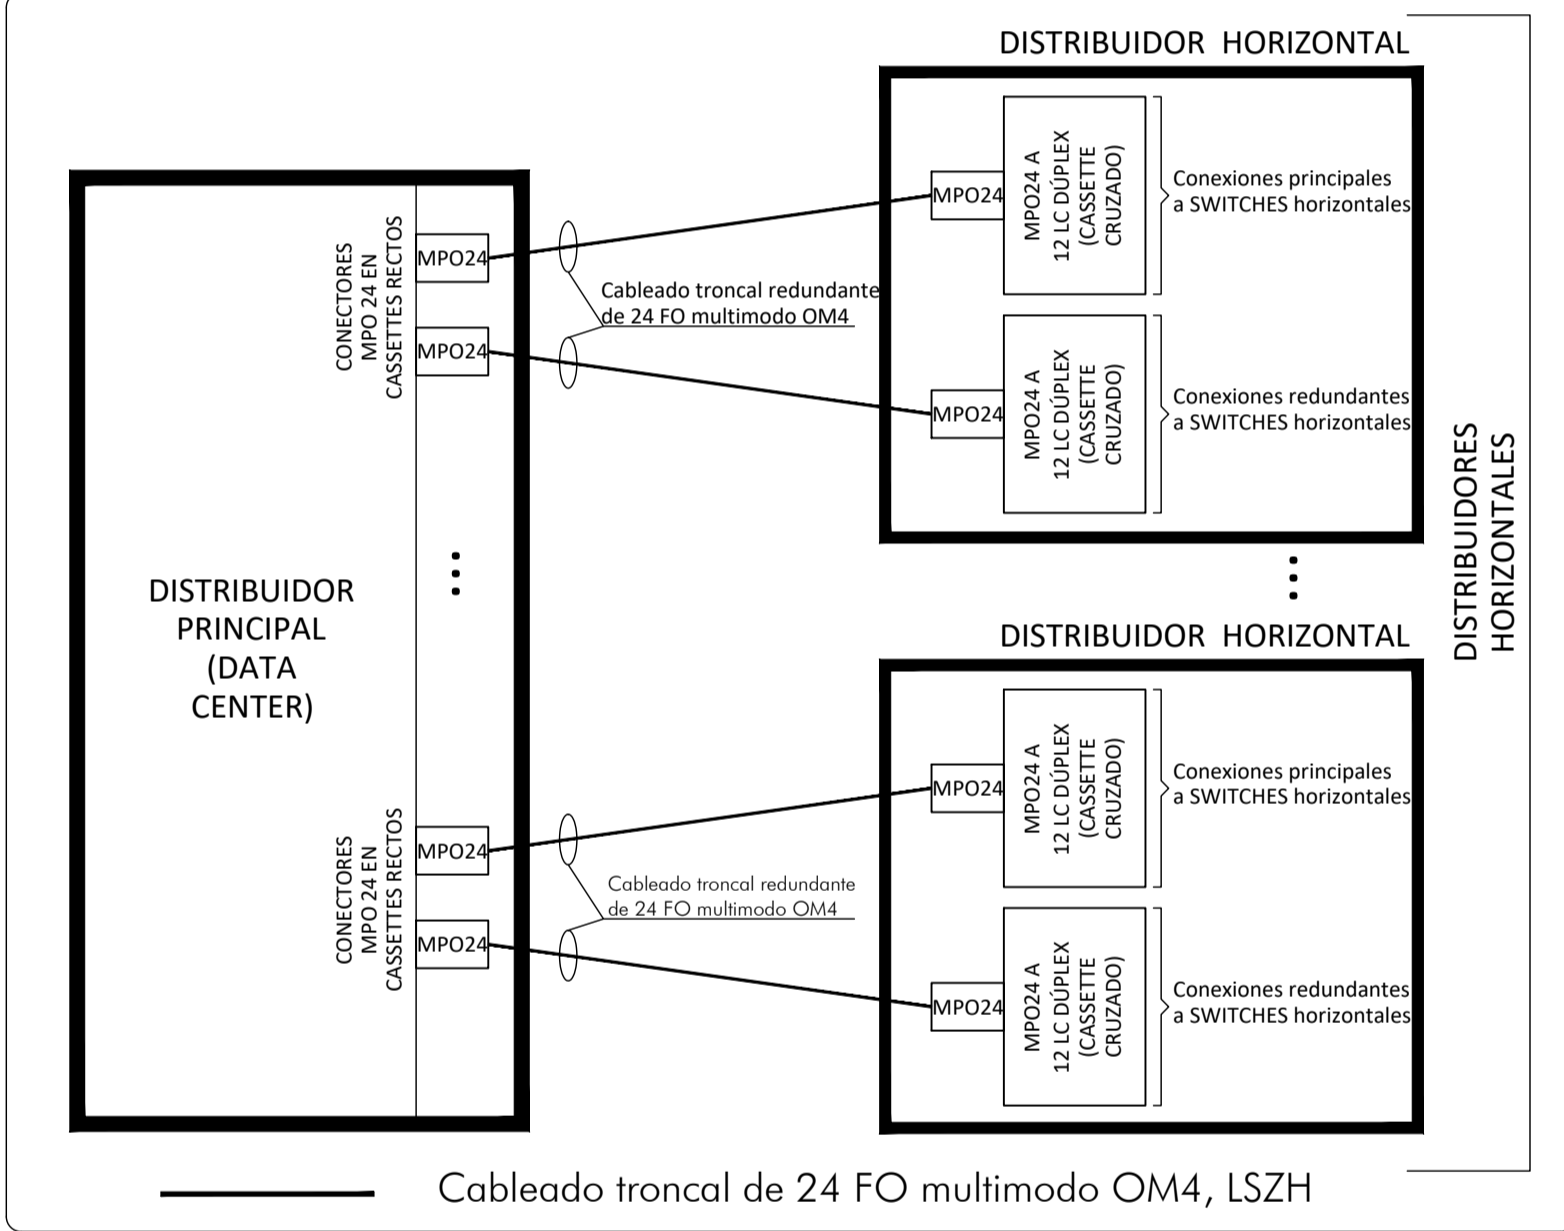 DISTRIBUIDOR HORIZONTAL
MPO24
MPO24 A
12 LC DÚPLEX
(CASSETTE
CRUZADO)
Conexiones principales
a SWITCHES horizontales
CONECTORES
MPO 24 EN
CASSETTES RECTOS
MPO24
MPO24
Cableado troncal redundante
de 24 FO multimodo OM4
MPO24
MPO24 A
12 LC DÚPLEX
(CASSETTE
CRUZADO)
Conexiones redundantes
a SWITCHES horizontales
DISTRIBUIDORES
HORIZONTALES
DISTRIBUIDOR
PRINCIPAL
(DATA
CENTER)
DISTRIBUIDOR HORIZONTAL
MPO24
MPO24 A
12 LC DÚPLEX
(CASSETTE
CRUZADO)
Conexiones principales
a SWITCHES horizontales
CONECTORES
MPO 24 EN
CASSETTES RECTOS
MPO24
MPO24
Cableado troncal redundante
de 24 FO multimodo OM4
MPO24
MPO24 A
12 LC DÚPLEX
(CASSETTE
CRUZADO)
Conexiones redundantes
a SWITCHES horizontales
Cableado troncal de 24 FO multimodo OM4, LSZH